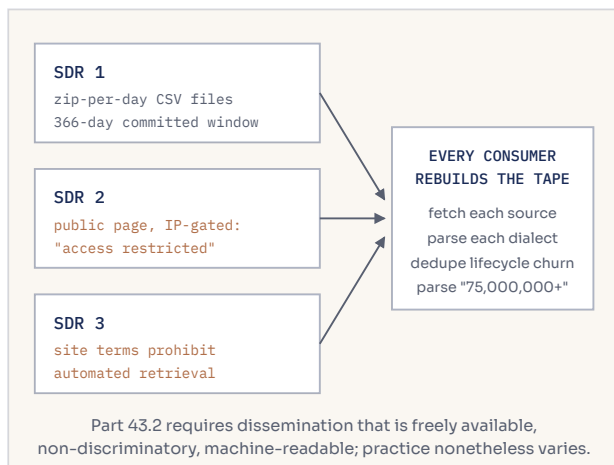 SDR 1
zip-per-day CSV files
366-day committed window
SDR 2
public page, IP-gated:
"access restricted"
SDR 3
site terms prohibit
automated retrieval
EVERY CONSUMER
REBUILDS THE TAPE
fetch each source
parse each dialect
dedupe lifecycle churn
parse "75,000,000+"
Part 43.2 requires dissemination that is freely available,
non-discriminatory, machine-readable; practice nonetheless varies.